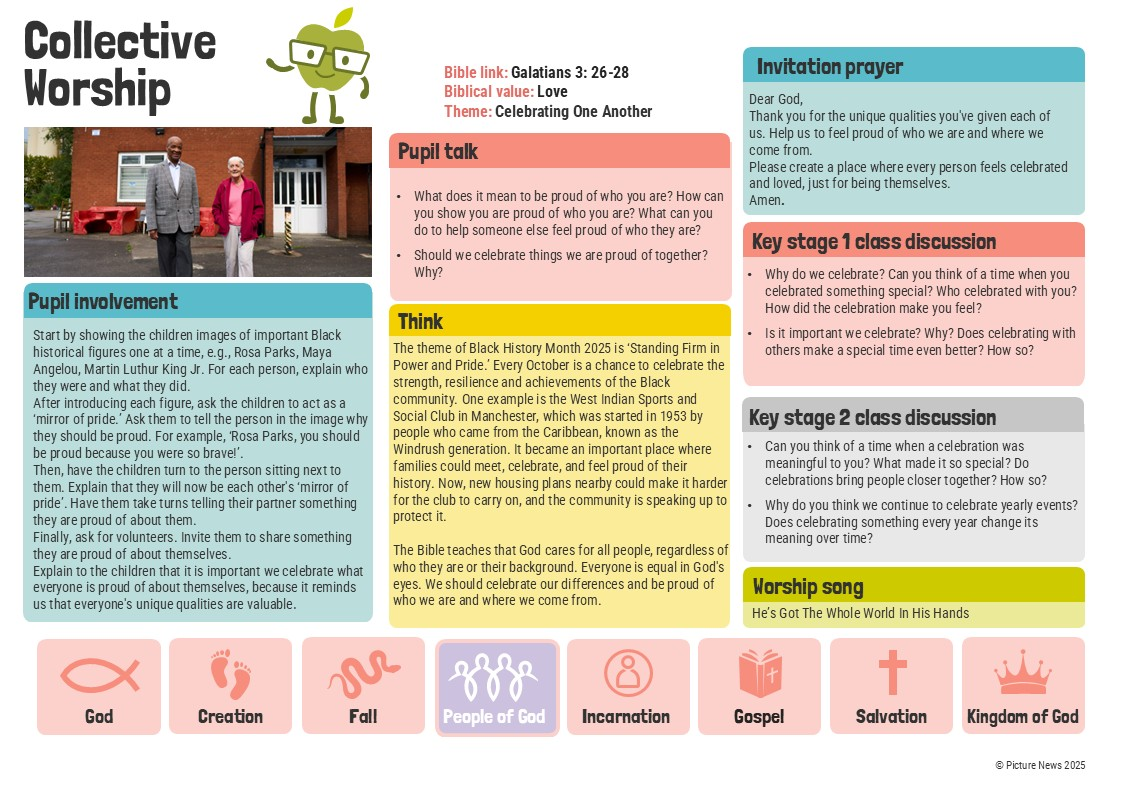 Collective
Worship
Bible link: Galatians 3: 26-28
Biblical value: Love
Theme: Celebrating One Another
Pupil involvement
Start by showing the children images of important Black
historical figures one at a time, e.g., Rosa Parks, Maya
Angelou, Martin Luthur King Jr. For each person, explain who
they were and what they did.
After introducing each figure, ask the children to act as a
‘mirror of pride.’ Ask them to tell the person in the image why
they should be proud. For example, ‘Rosa Parks, you should
be proud because you were so brave!’.
Then, have the children turn to the person sitting next to
them. Explain that they will now be each other's ‘mirror of
pride’. Have them take turns telling their partner something
they are proud of about them.
Finally, ask for volunteers. Invite them to share something
they are proud of about themselves.
Explain to the children that it is important we celebrate what
everyone is proud of about themselves, because it reminds
us that everyone's unique qualities are valuable.
Pupil talk
• What does it mean to be proud of who you are? How can
you show you are proud of who you are? What can you
do to help someone else feel proud of who they are?
• Should we celebrate things we are proud of together?
Why?
Think
The theme of Black History Month 2025 is ‘Standing Firm in
Power and Pride.’ Every October is a chance to celebrate the
strength, resilience and achievements of the Black
community. One example is the West Indian Sports and
Social Club in Manchester, which was started in 1953 by
people who came from the Caribbean, known as the
Windrush generation. It became an important place where
families could meet, celebrate, and feel proud of their
history. Now, new housing plans nearby could make it harder
for the club to carry on, and the community is speaking up to
protect it.
The Bible teaches that God cares for all people, regardless of
who they are or their background. Everyone is equal in God's
eyes. We should celebrate our differences and be proud of
who we are and where we come from.
Invitation prayer
Dear God,
Thank you for the unique qualities you've given each of
us. Help us to feel proud of who we are and where we
come from.
Please create a place where every person feels celebrated
and loved, just for being themselves.
Amen.
Key stage 1 class discussion
• Why do we celebrate? Can you think of a time when you
celebrated something special? Who celebrated with you?
How did the celebration make you feel?
• Is it important we celebrate? Why? Does celebrating with
others make a special time even better? How so?
Key stage 2 class discussion
• Can you think of a time when a celebration was
meaningful to you? What made it so special? Do
celebrations bring people closer together? How so?
• Why do you think we continue to celebrate yearly events?
Does celebrating something every year change its
meaning over time?
Worship song
He's Got The Whole World In His Hands
God
Creation
Fall
People of God
Incarnation
Gospel
Salvation
Kingdom of God
© Picture News 2025